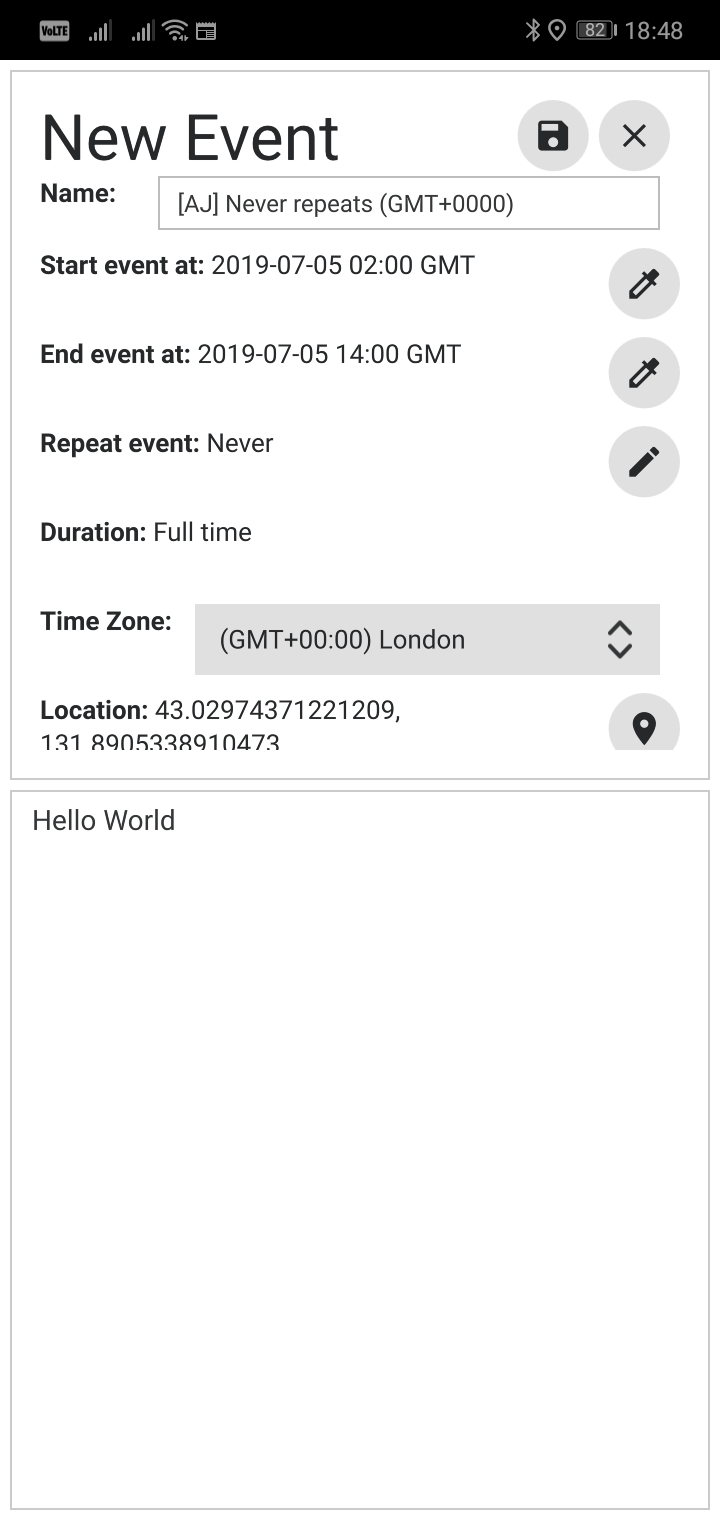 VoLTE 82 18:48
New Event
Name: [AJ] Never repeats (GMT+0000)
Start event at: 2019-07-05 02:00 GMT
End event at: 2019-07-05 14:00 GMT
Repeat event: Never
Duration: Full time
Time Zone: (GMT+00:00) London
Location: 43.02974371221209,
131.8905338910473
Hello World